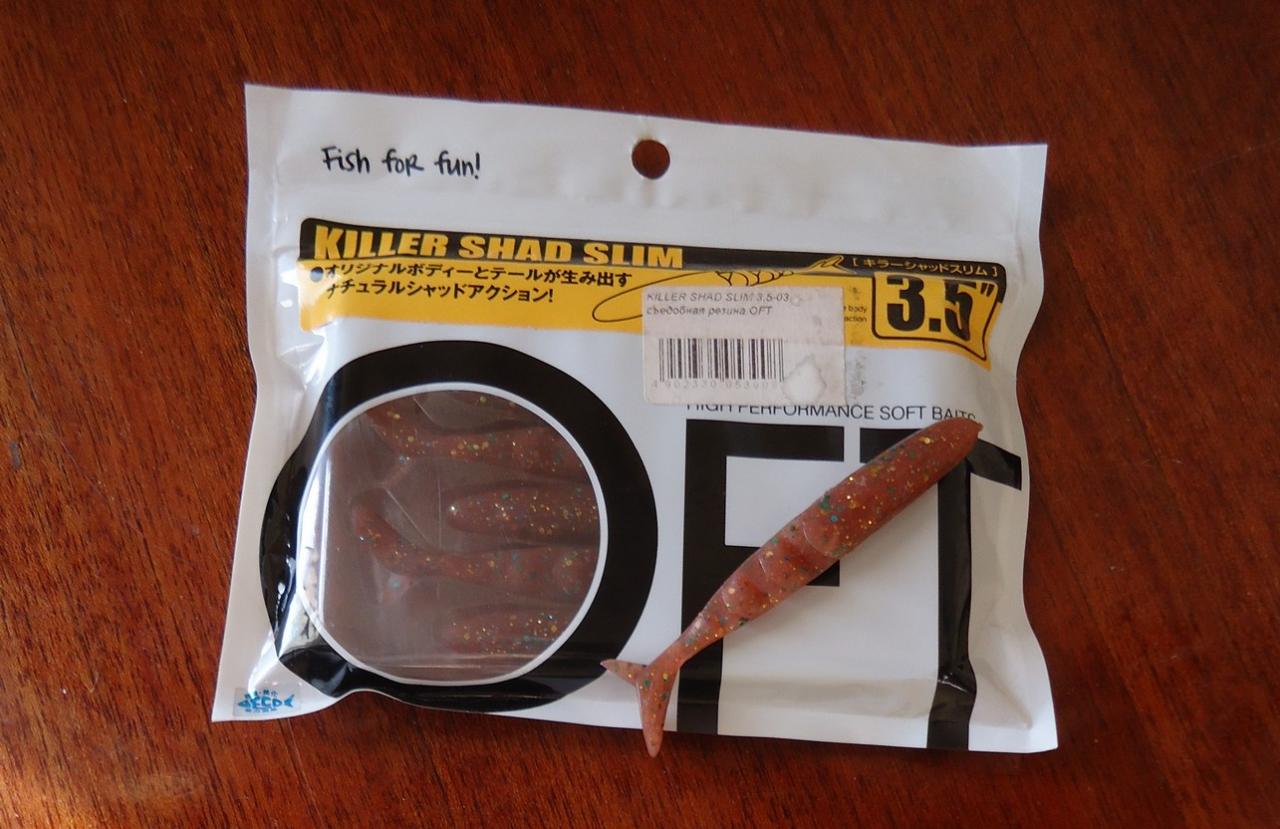 Fish for fun!
KILLER SHAD SLIM
[ キラーシャッドスリム ]
●オリジナルボディーとテールが生み出す
ナチュラルシャッドアクション!
3.5"
KILLER SHAD SLIM 3,5-03
съедобная резина OFT
body
action
HIGH PERFORMANCE SOFT BAITS
OFT